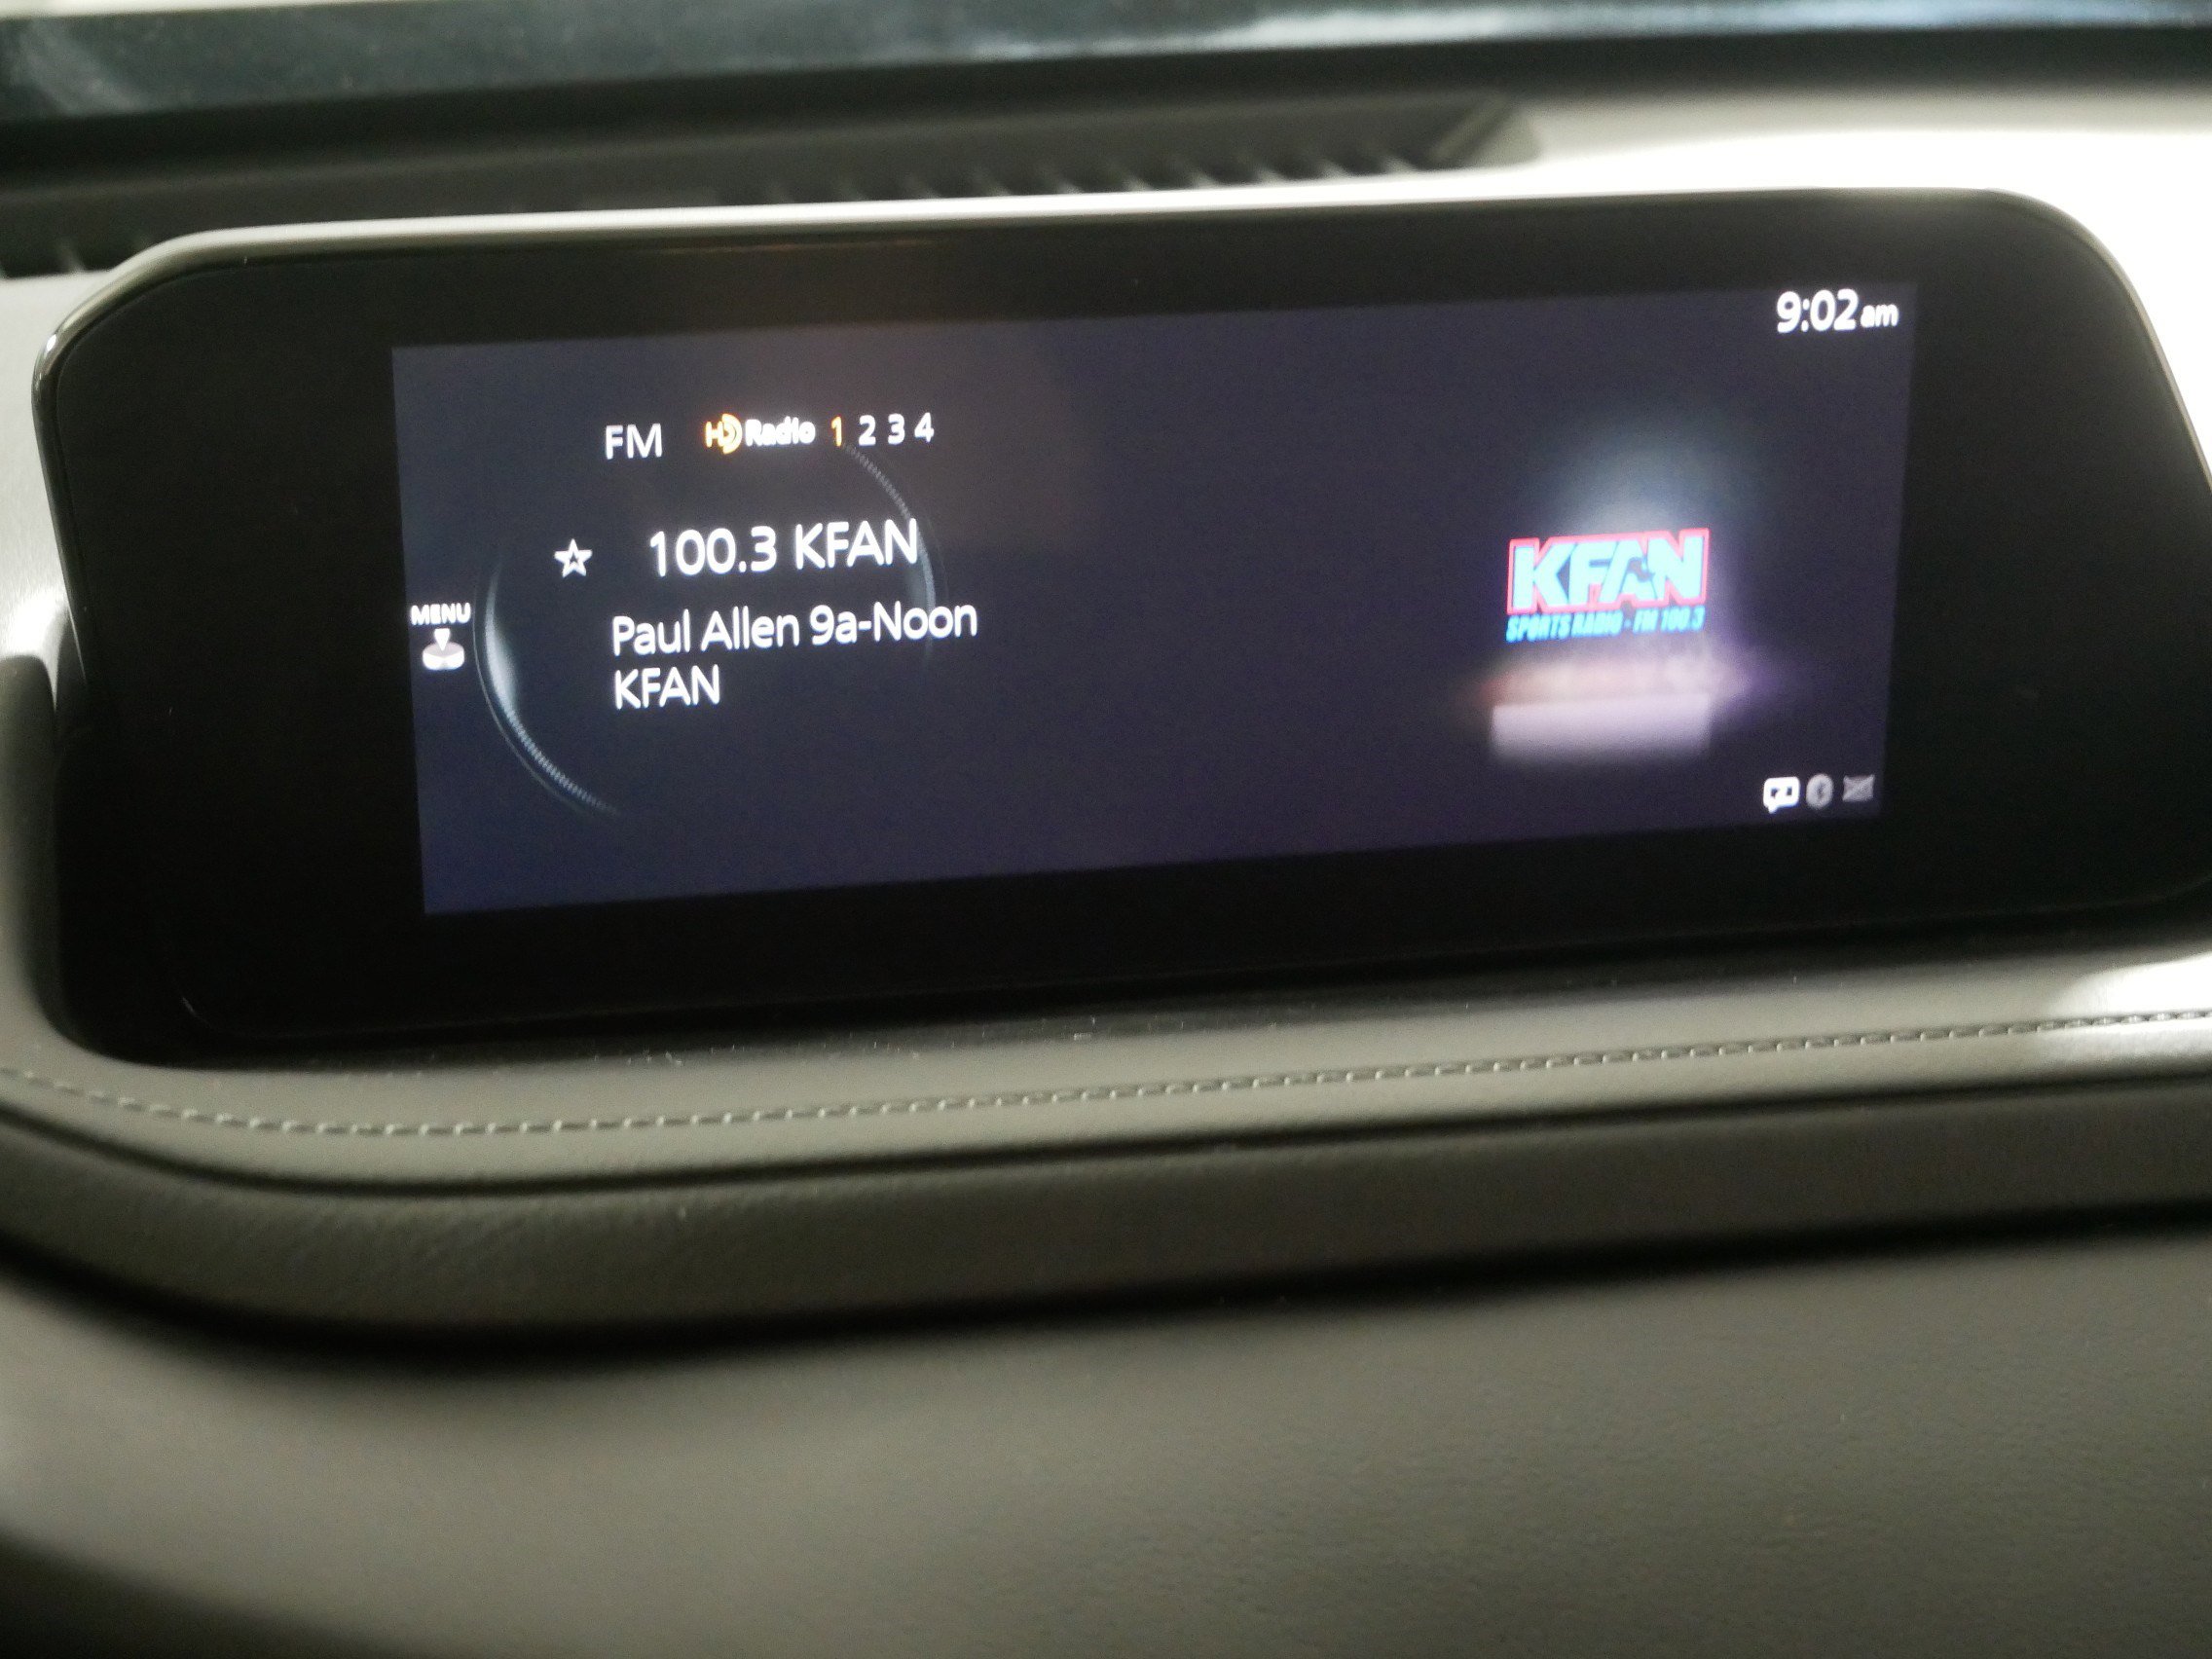 9:02am
FM HD Radio 1 2 3 4
100.3 KFAN
Paul Allen 9a-Noon
KFAN
MENU
KFAN
SPORTS RADIO - FM 100.3